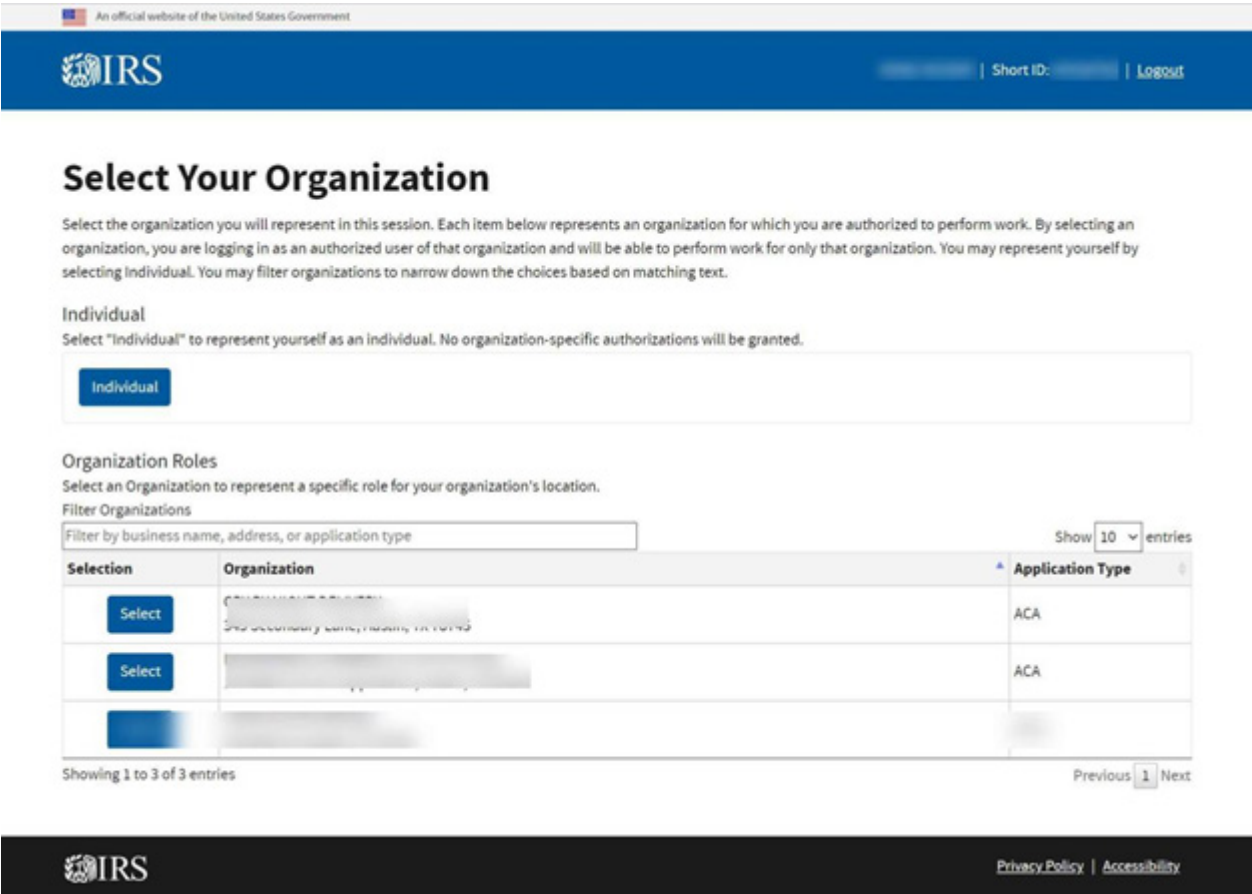 An official website of the United States Government
IRS
| Short ID: | Logout
Select Your Organization
Select the organization you will represent in this session. Each item below represents an organization for which you are authorized to perform work. By selecting an
organization, you are logging in as an authorized user of that organization and will be able to perform work for only that organization. You may represent yourself by
selecting Individual. You may filter organizations to narrow down the choices based on matching text.
Individual
Select "Individual" to represent yourself as an individual. No organization-specific authorizations will be granted.
Individual
Organization Roles
Select an Organization to represent a specific role for your organization's location.
Filter Organizations
Filter by business name, address, or application type Show 10 entries
Selection Organization Application Type
Select ACA
Select ACA
Showing 1 to 3 of 3 entries Previous 1 Next
IRS Privacy Policy | Accessibility